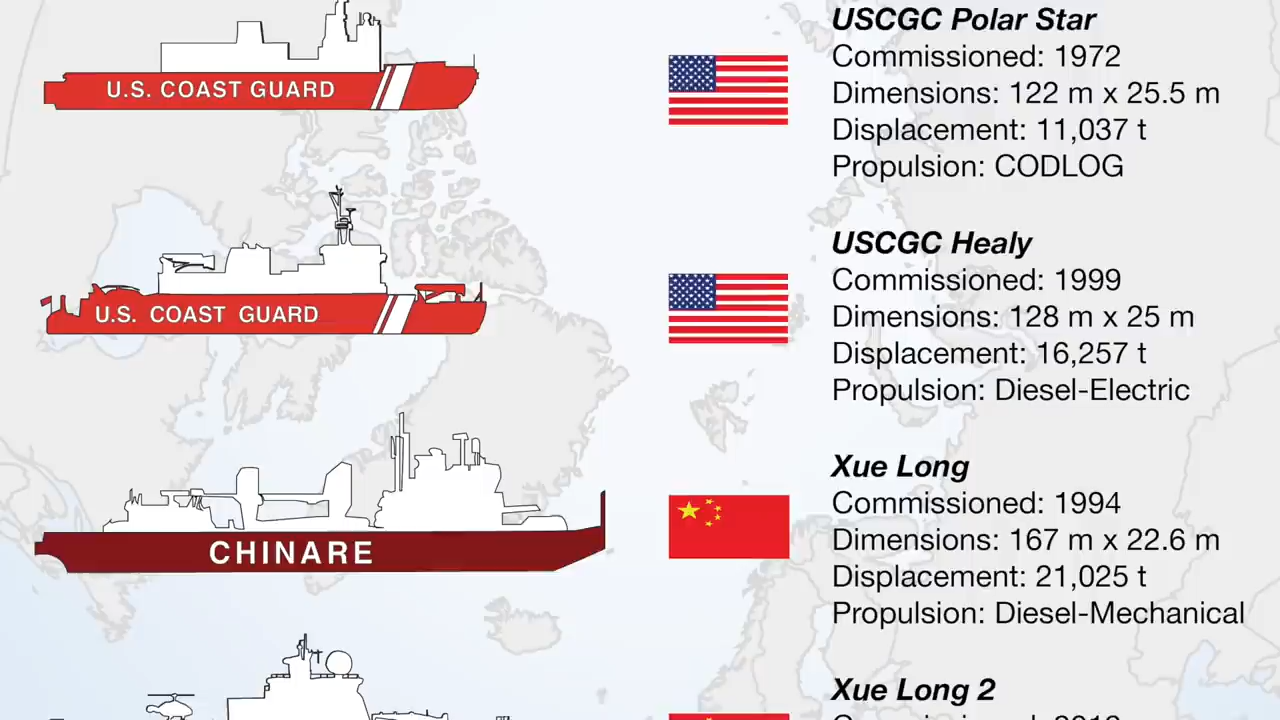 USCGC Polar Star
Commissioned: 1972
Dimensions: 122 m x 25.5 m
Displacement: 11,037 t
Propulsion: CODLOG
U.S. COAST GUARD
USCGC Healy
Commissioned: 1999
Dimensions: 128 m x 25 m
Displacement: 16,257 t
Propulsion: Diesel-Electric
U.S. COAST GUARD
Xue Long
Commissioned: 1994
Dimensions: 167 m x 22.6 m
Displacement: 21,025 t
Propulsion: Diesel-Mechanical
CHINARE
Xue Long 2